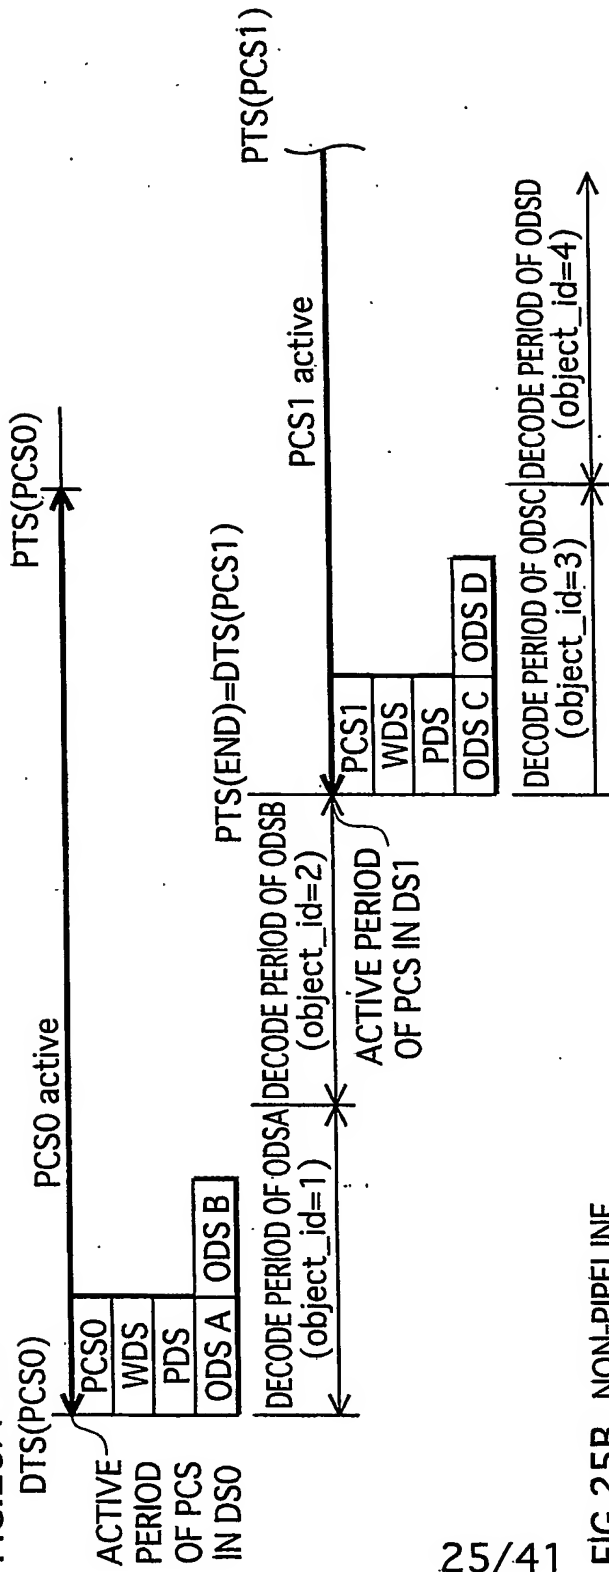 DTS(PCS0)
PCS0 active
PTS(PCS0)
ACTIVE
PERIOD
OF PCS
IN DS0
PCS0
WDS
PDS
ODS A
ODS B
DECODE PERIOD OF ODSA
(object_id=1)
DECODE PERIOD OF ODSB
(object_id=2)
PTS(END)=DTS(PCS1)
PCS1 active
PTS(PCS1)
ACTIVE PERIOD
OF PCS IN DS1
PCS1
WDS
PDS
ODS C
ODS D
DECODE PERIOD OF ODSC
(object_id=3)
DECODE PERIOD OF ODSD
(object_id=4)
25/41
FIG. 25B NON-PIPELINE